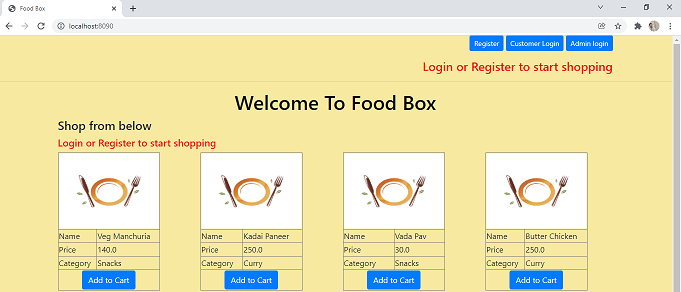 Food Box
localhost:8090
Register Customer Login Admin login
Login or Register to start shopping
Welcome To Food Box
Shop from below
Login or Register to start shopping
Name Veg Manchuria
Price 140.0
Category Snacks
Add to Cart
Name Kadai Paneer
Price 250.0
Category Curry
Add to Cart
Name Vada Pav
Price 30.0
Category Snacks
Add to Cart
Name Butter Chicken
Price 250.0
Category Curry
Add to Cart